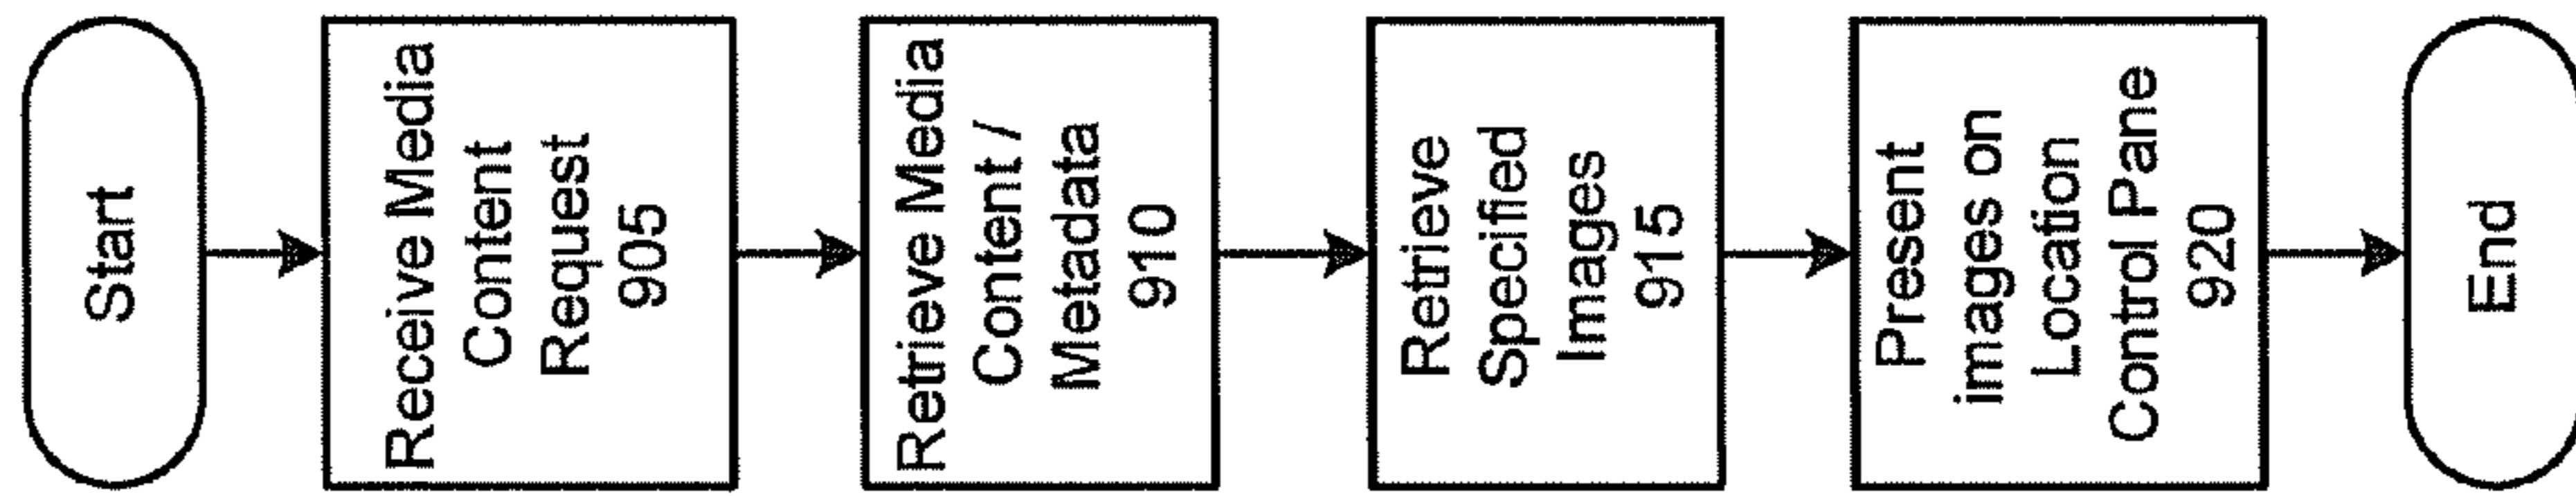 Start
Receive Media
Content
Request
905
Retrieve Media
Content /
Metadata
910
Retrieve
Specified
Images
915
Present
images on
Location
Control Pane
920
End